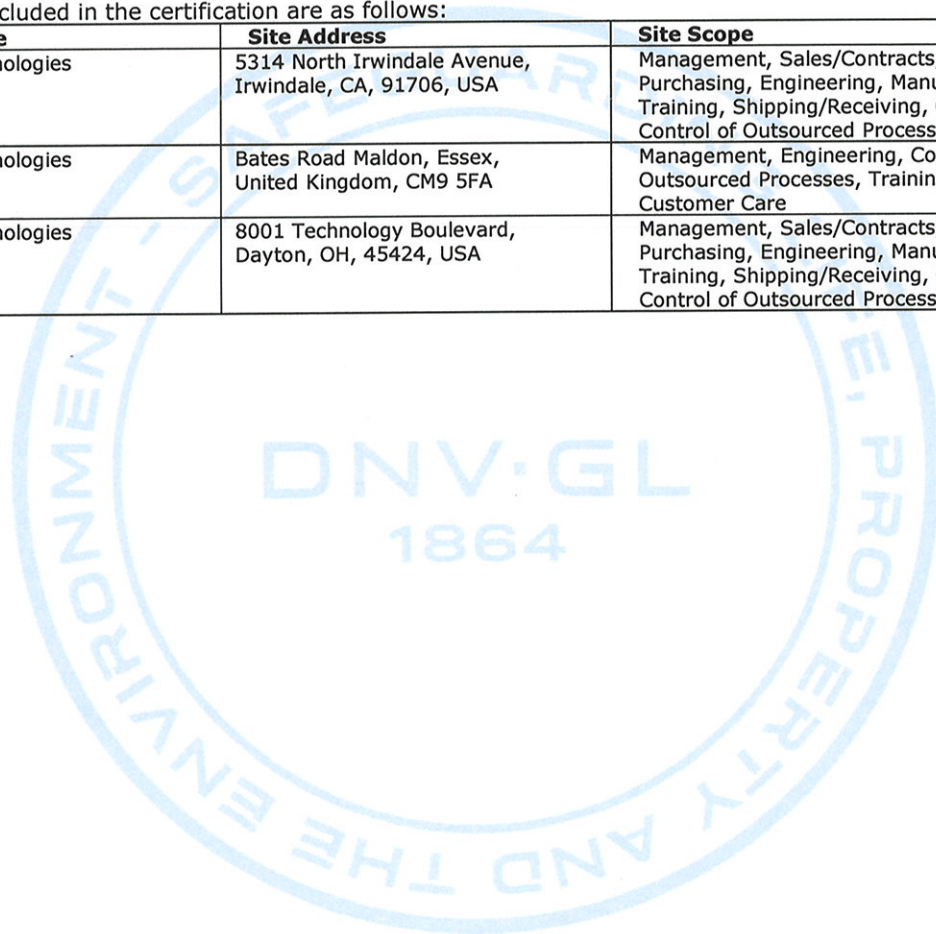 cluded in the certification are as follows:
e Site Address Site Scope
nologies 5314 North Irwindale Avenue, Management, Sales/Contracts,
Irwindale, CA, 91706, USA Purchasing, Engineering, Manu
Training, Shipping/Receiving,
Control of Outsourced Process
nologies Bates Road Maldon, Essex, Management, Engineering, Co
United Kingdom, CM9 5FA Outsourced Processes, Trainin
Customer Care
nologies 8001 Technology Boulevard, Management, Sales/Contracts
Dayton, OH, 45424, USA Purchasing, Engineering, Manu
Training, Shipping/Receiving,
Control of Outsourced Process
DNV·GL
1864
SAFEGUARDING LIFE, PROPERTY AND THE ENVIRONMENT